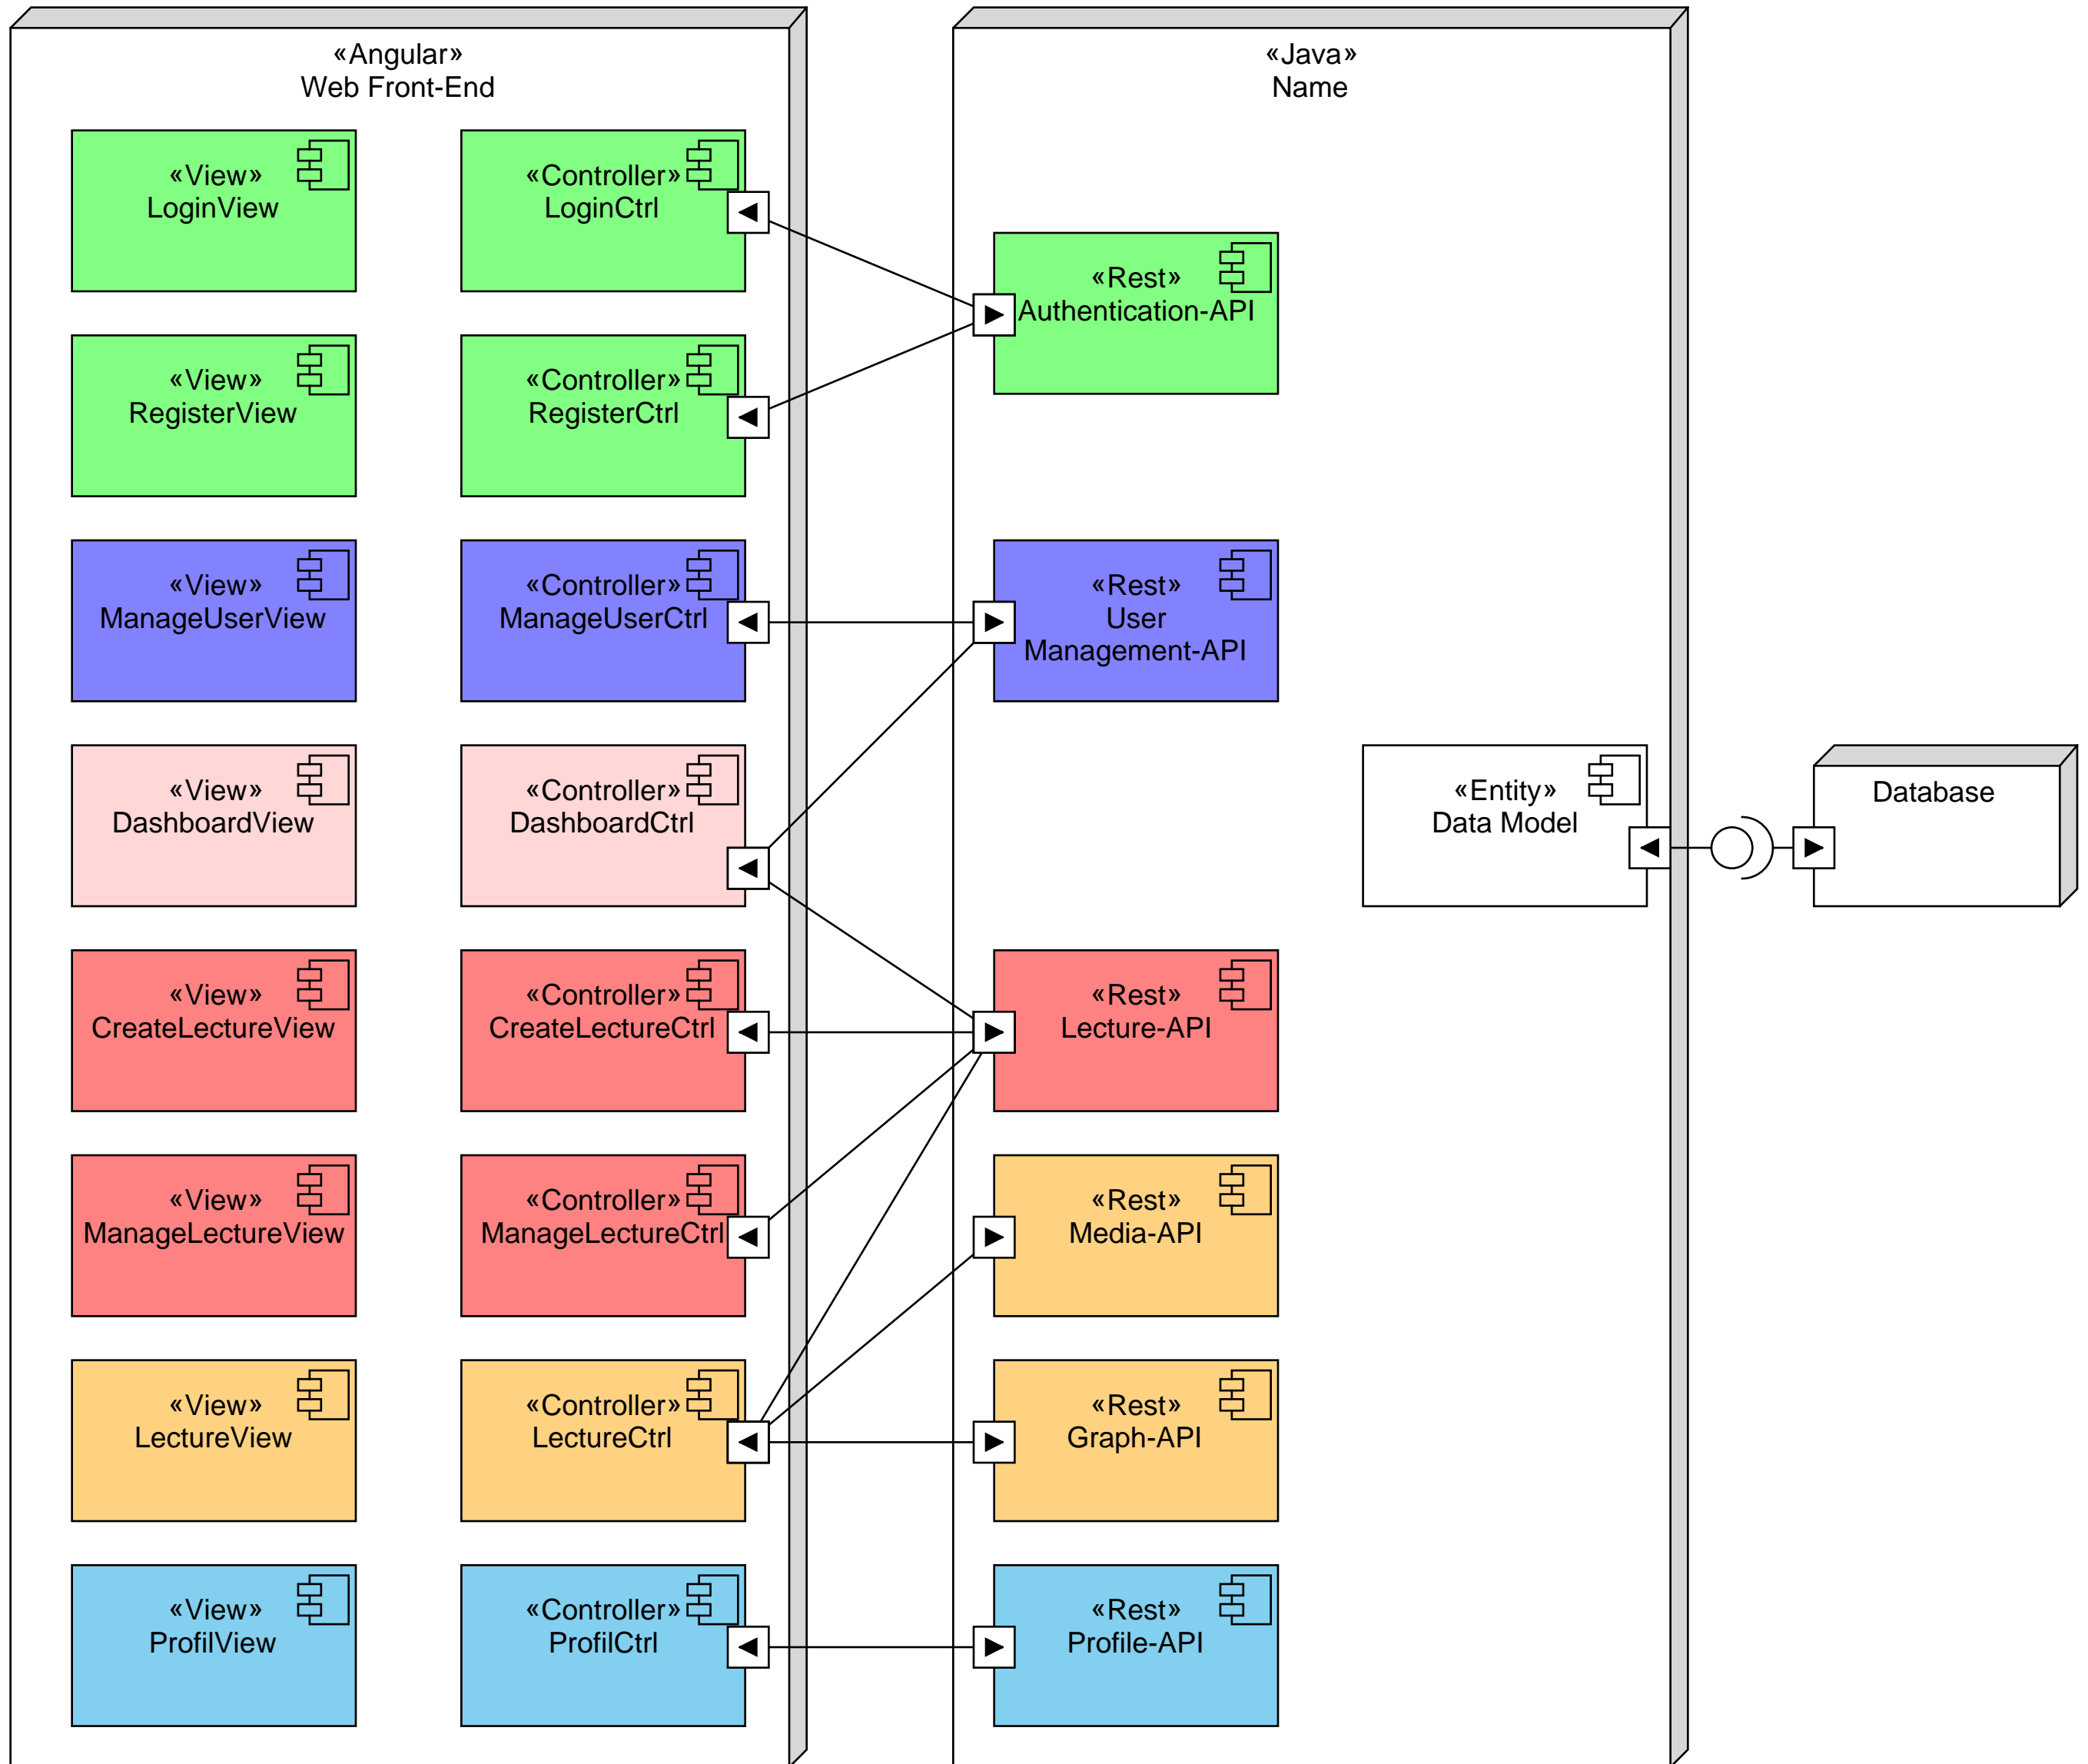 «Angular»
Web Front-End
«Java»
Name
«View»
LoginView
«Controller»
LoginCtrl
«Rest»
Authentication-API
«View»
RegisterView
«Controller»
RegisterCtrl
«View»
ManageUserView
«Controller»
ManageUserCtrl
«Rest»
User
Management-API
«View»
DashboardView
«Controller»
DashboardCtrl
«Entity»
Data Model
Database
«View»
CreateLectureView
«Controller»
CreateLectureCtrl
«Rest»
Lecture-API
«View»
ManageLectureView
«Controller»
ManageLectureCtrl
«Rest»
Media-API
«View»
LectureView
«Controller»
LectureCtrl
«Rest»
Graph-API
«View»
ProfilView
«Controller»
ProfilCtrl
«Rest»
Profile-API